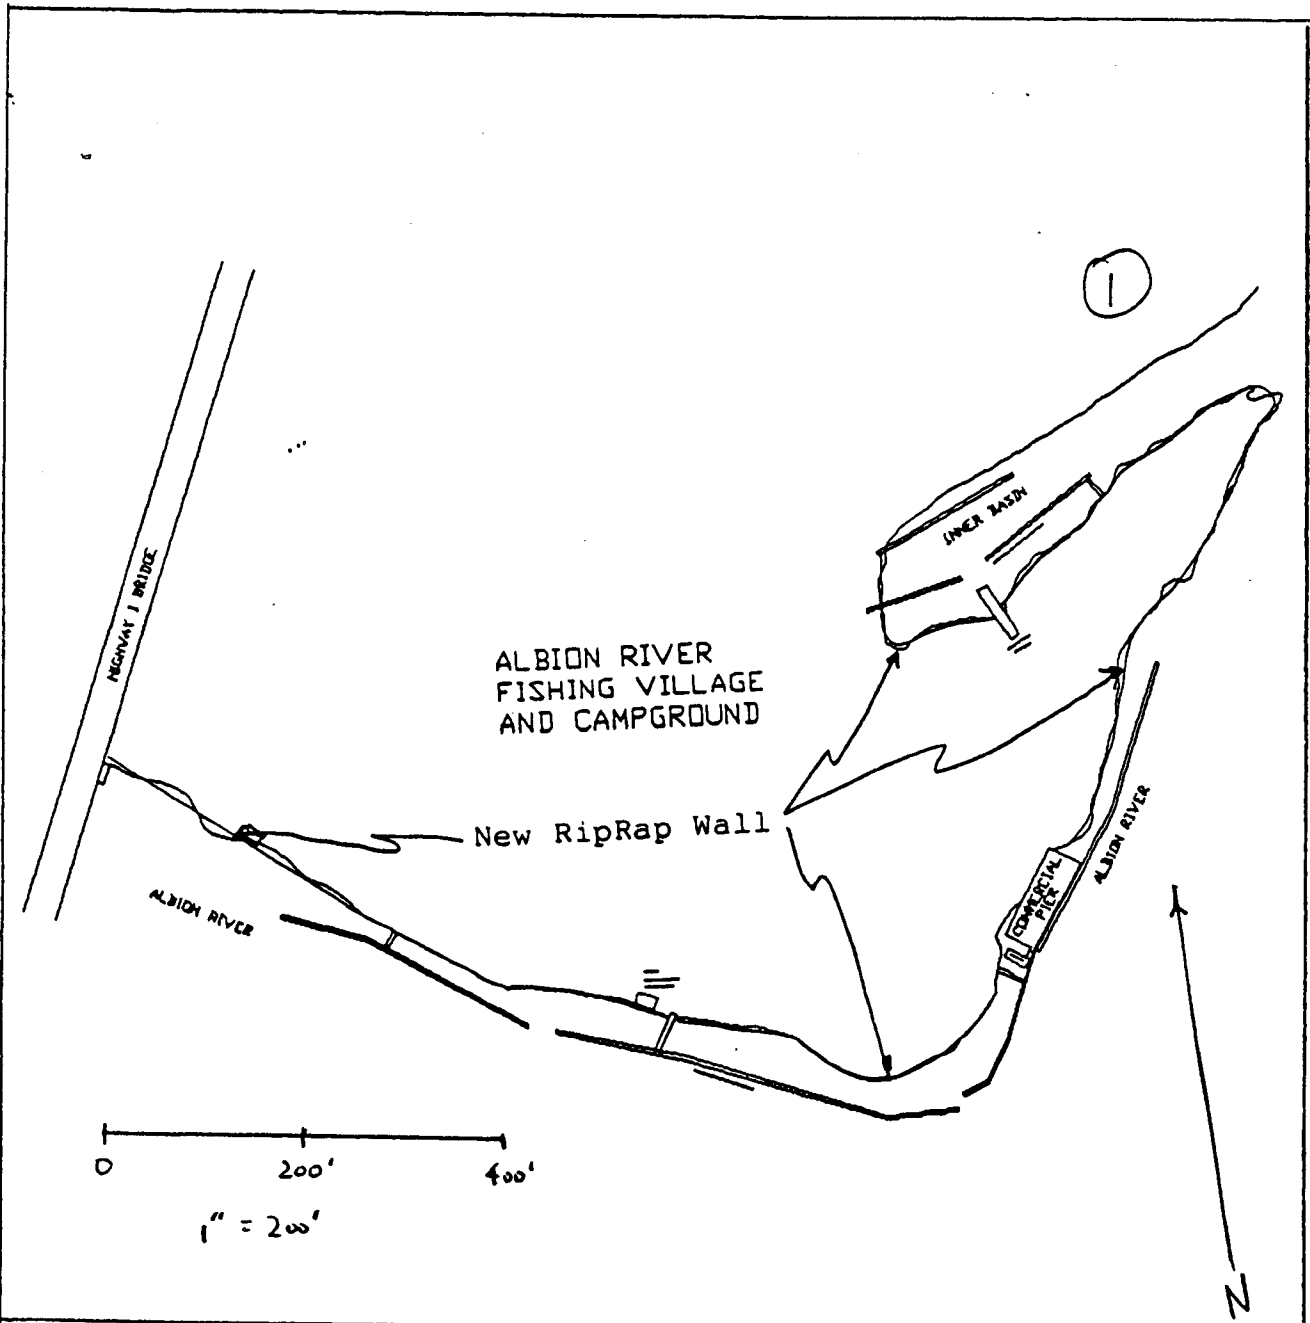 1
INNER BASIN
HIGHWAY 1 BRIDGE
ALBION RIVER
FISHING VILLAGE
AND CAMPGROUND
New RipRap Wall
ALBION RIVER
COMMERCIAL
PIER
ALBION RIVER
0 200' 400'
1" = 200'
N